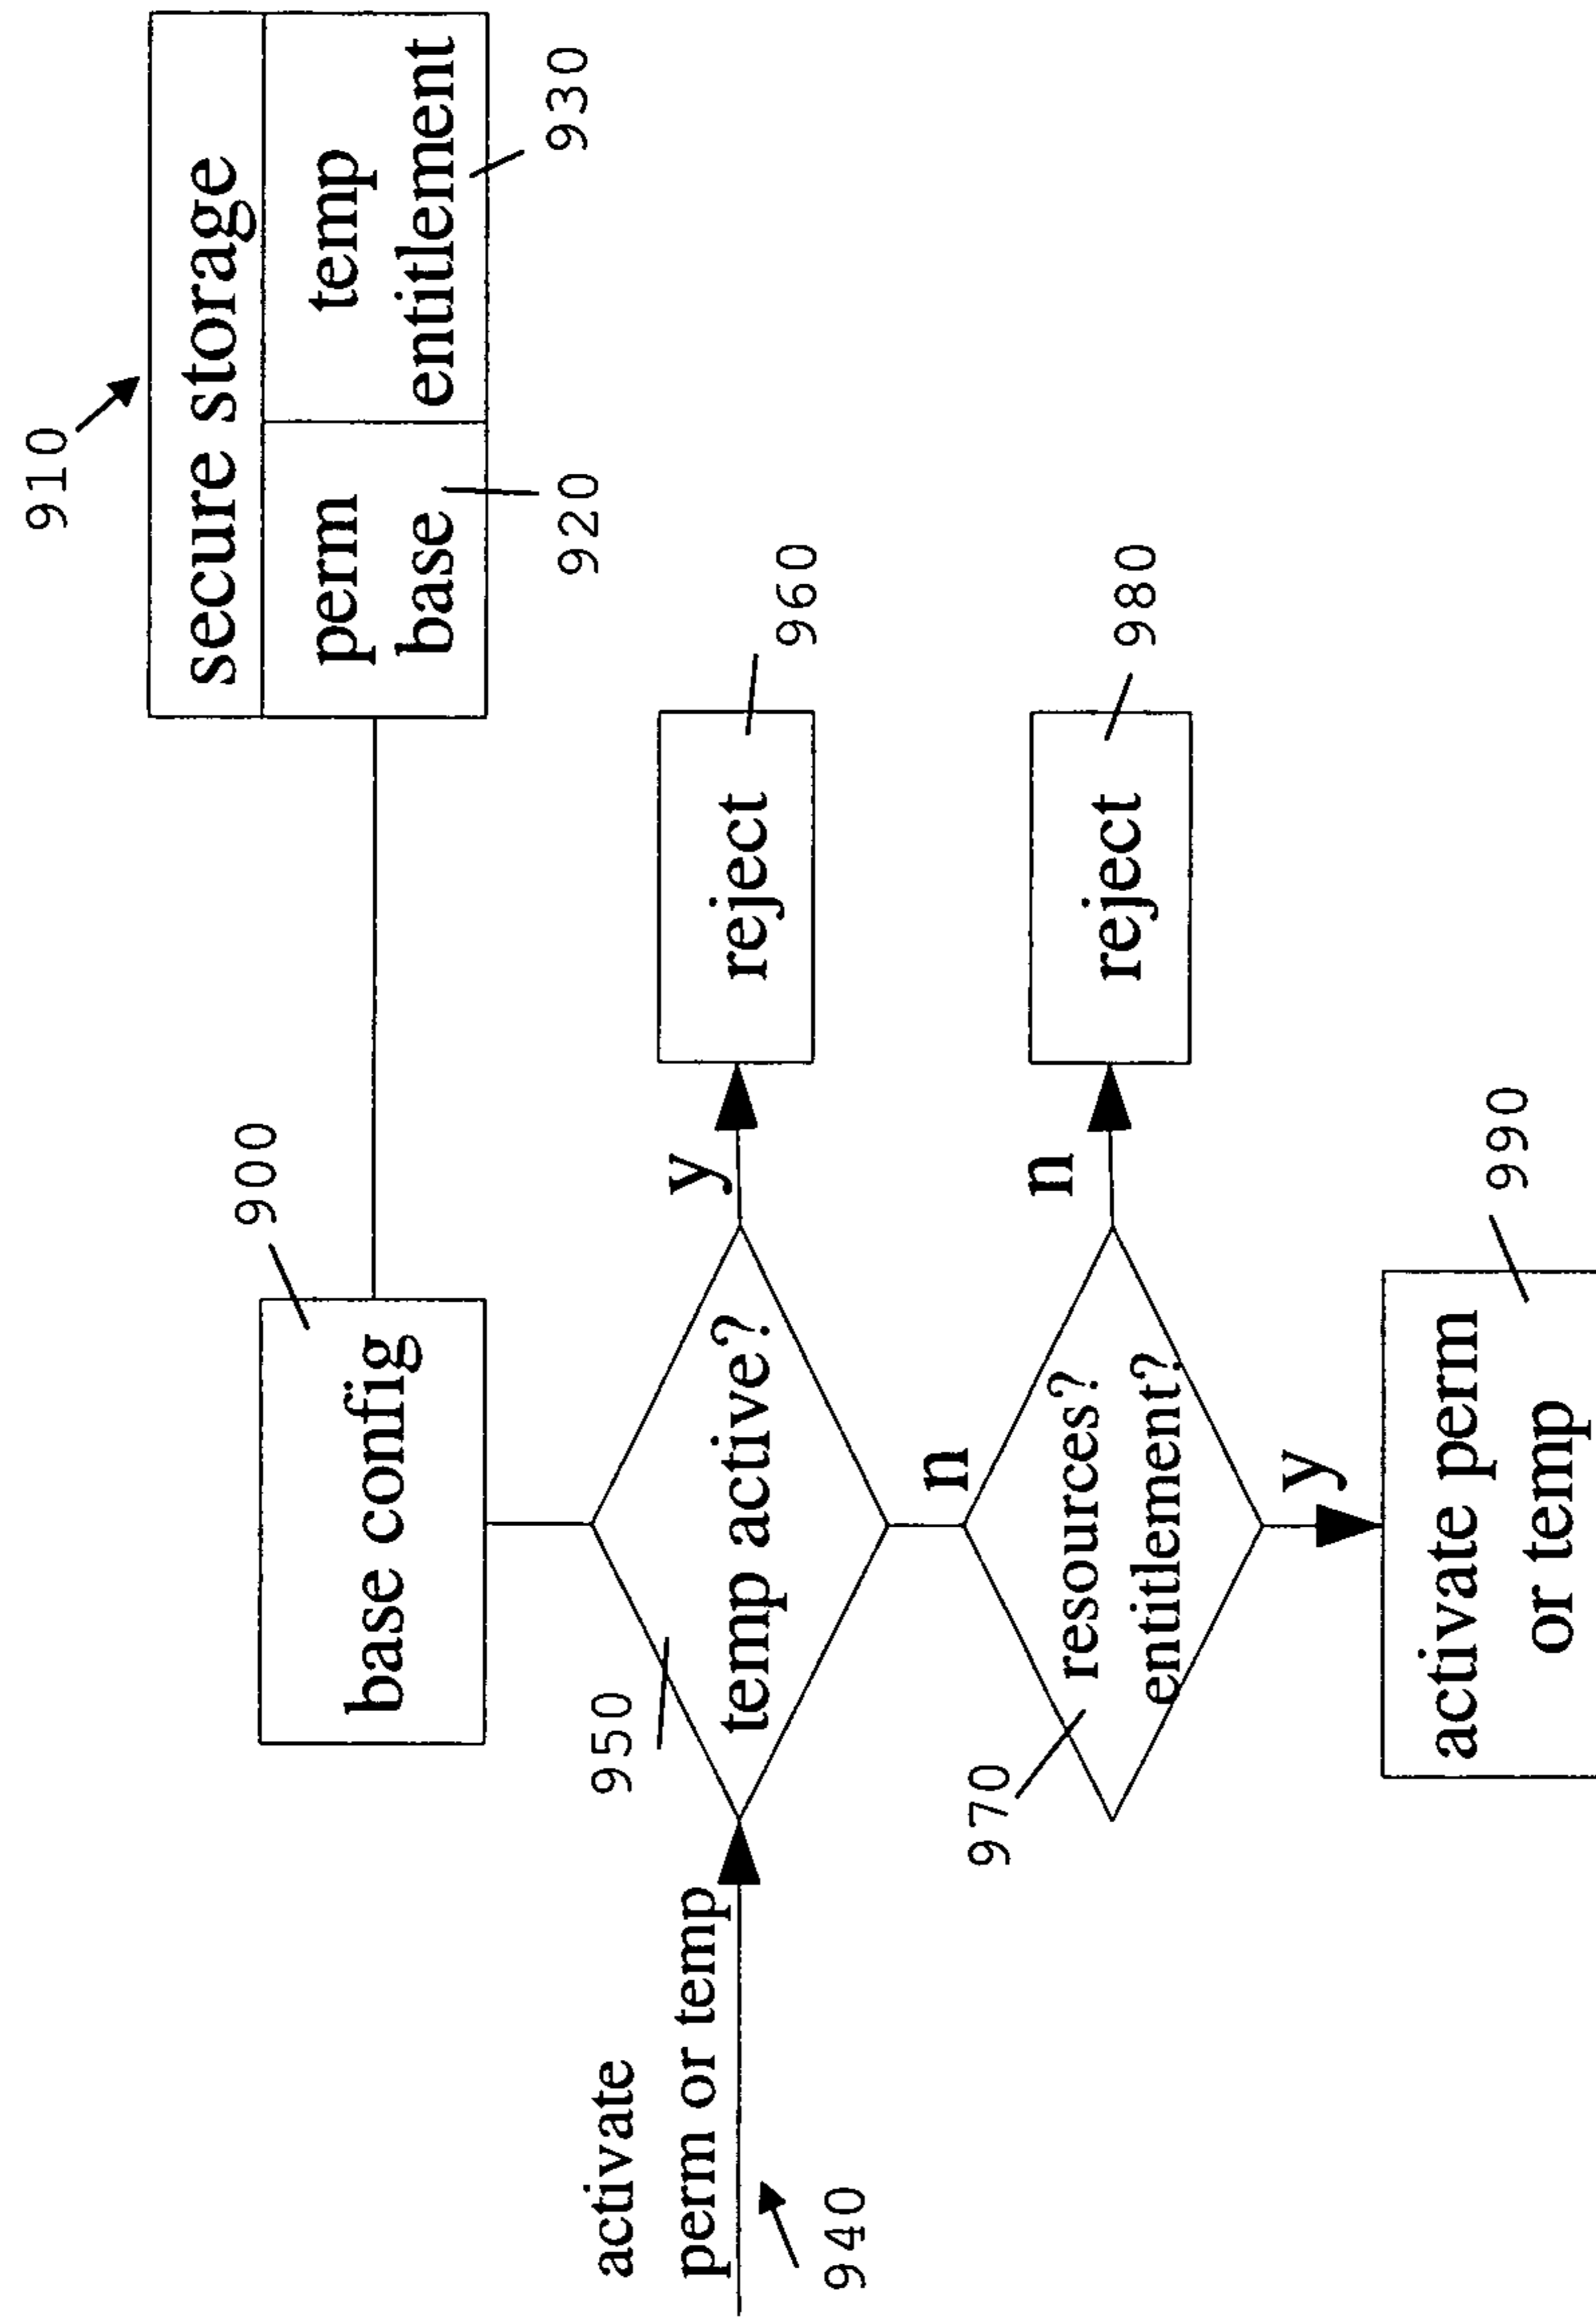 910
secure storage
perm
base
temp
entitlement
920
930
900
base config
activate
perm or temp
940
950
temp active?
y
reject
960
n
970
resources?
entitlement?
n
reject
980
y
activate perm
or temp
990